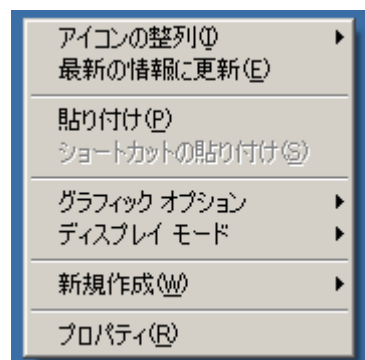 アイコンの整列(I)
最新の情報に更新(E)
貼り付け(P)
ショートカットの貼り付け(S)
グラフィック オプション
ディスプレイ モード
新規作成(W)
プロパティ(R)